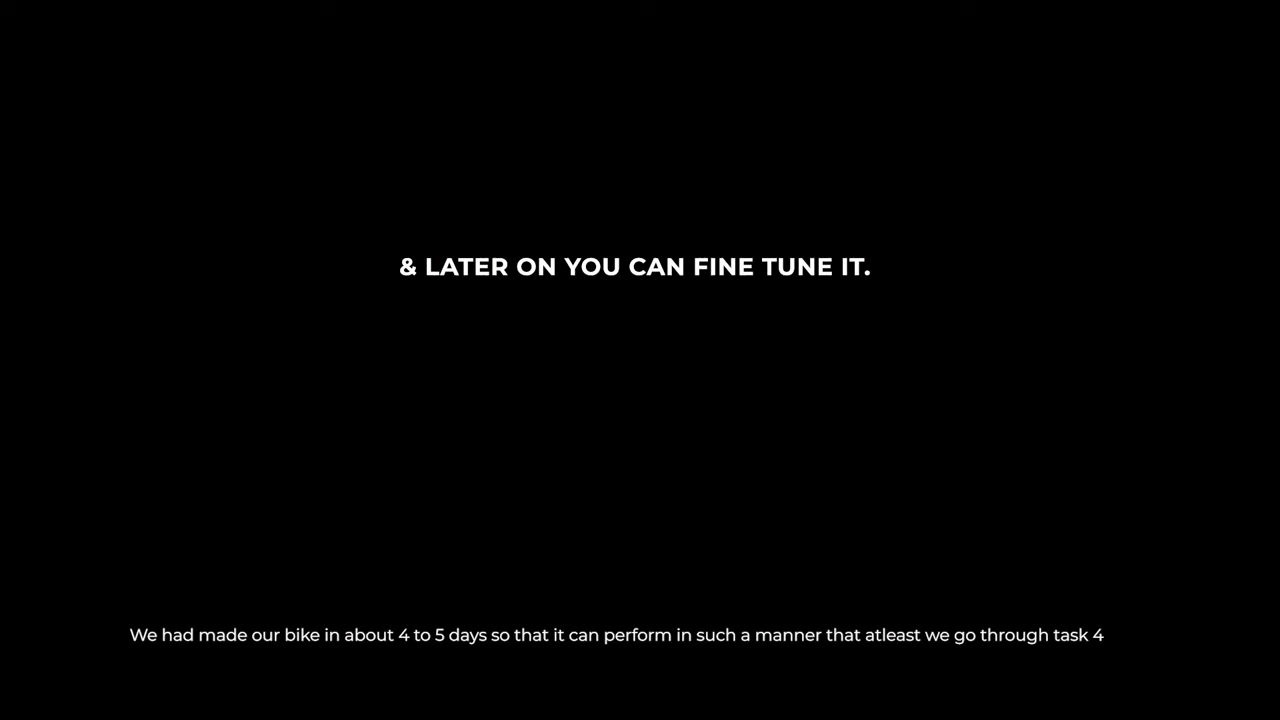 & LATER ON YOU CAN FINE TUNE IT.
We had made our bike in about 4 to 5 days so that it can perform in such a manner that atleast we go through task 4